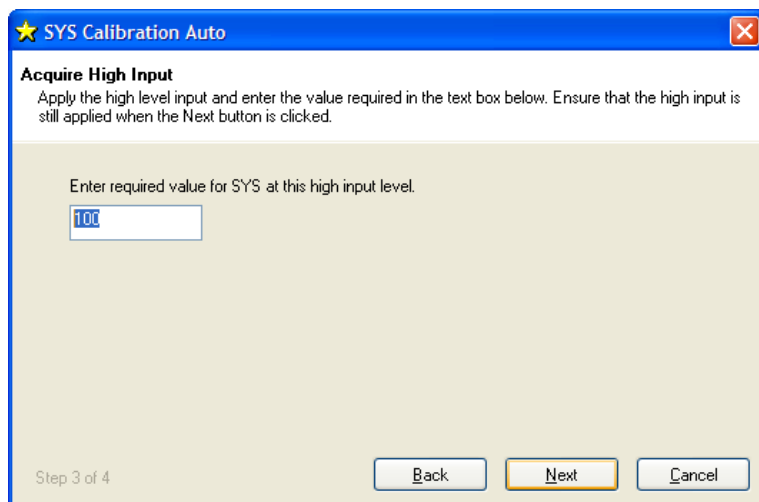 SYS Calibration Auto
Acquire High Input
Apply the high level input and enter the value required in the text box below. Ensure that the high input is
still applied when the Next button is clicked.
Enter required value for SYS at this high input level.
100
Step 3 of 4
Back
Next
Cancel